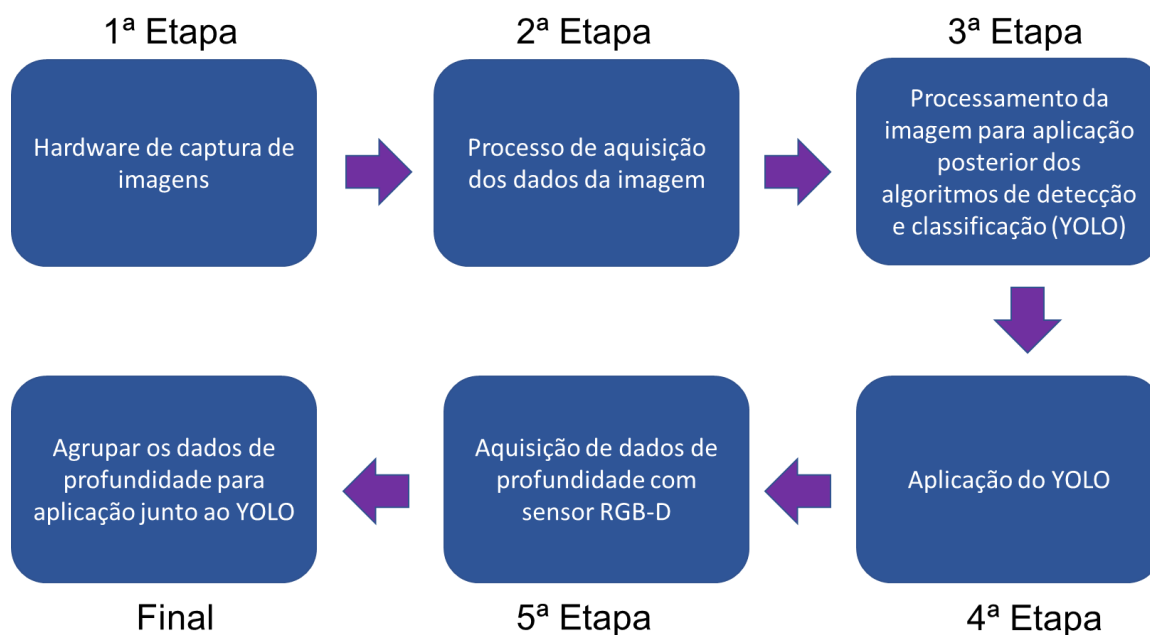 1ª Etapa
Hardware de captura de
imagens
2ª Etapa
Processo de aquisição
dos dados da imagem
3ª Etapa
Processamento da
imagem para aplicação
posterior dos
algoritmos de detecção
e classificação (YOLO)
Aplicação do YOLO
4ª Etapa
Aquisição de dados de
profundidade com
sensor RGB-D
5ª Etapa
Agrupar os dados de
profundidade para
aplicação junto ao YOLO
Final